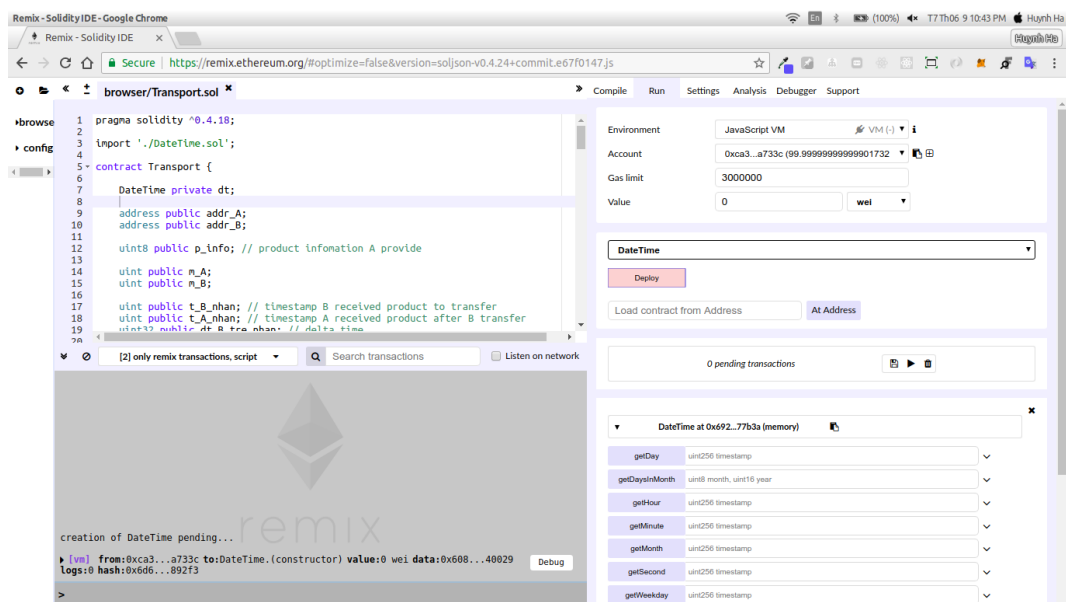 Remix - Solidity IDE - Google Chrome
En (100%) T7 Th06 9 10:43 PM Huynh Ha
Remix - Solidity IDE x
Huynh Ha
Secure | https://remix.ethereum.org/#optimize=false&version=soljson-v0.4.24+commit.e67f0147.js
browser/Transport.sol ×
Compile Run Settings Analysis Debugger Support
browse
config
1 pragma solidity ^0.4.18;
2
3 import './DateTime.sol';
4
5 contract Transport {
6
7 DateTime private dt;
8
9 address public addr_A;
10 address public addr_B;
11
12 uint8 public p_info; // product infomation A provide
13
14 uint public m_A;
15 uint public m_B;
16
17 uint public t_B_nhan; // timestamp B received product to transfer
18 uint public t_A_nhan; // timestamp A received product after B transfer
19 uint32 public dt_B_tre_nhan; // delta time
20
[2] only remix transactions, script
Search transactions
Listen on network
remix
creation of DateTime pending...
[vm] from:0xca3...a733c to:DateTime.(constructor) value:0 wei data:0x608...40029
logs:0 hash:0x6d6...892f3
Debug
>
Environment JavaScript VM VM (-) i
Account 0xca3...a733c (99.99999999999901732
Gas limit 3000000
Value 0 wei
DateTime
Deploy
Load contract from Address At Address
0 pending transactions
DateTime at 0x692...77b3a (memory)
getDay uint256 timestamp
getDaysInMonth uint8 month, uint16 year
getHour uint256 timestamp
getMinute uint256 timestamp
getMonth uint256 timestamp
getSecond uint256 timestamp
getWeekday uint256 timestamp